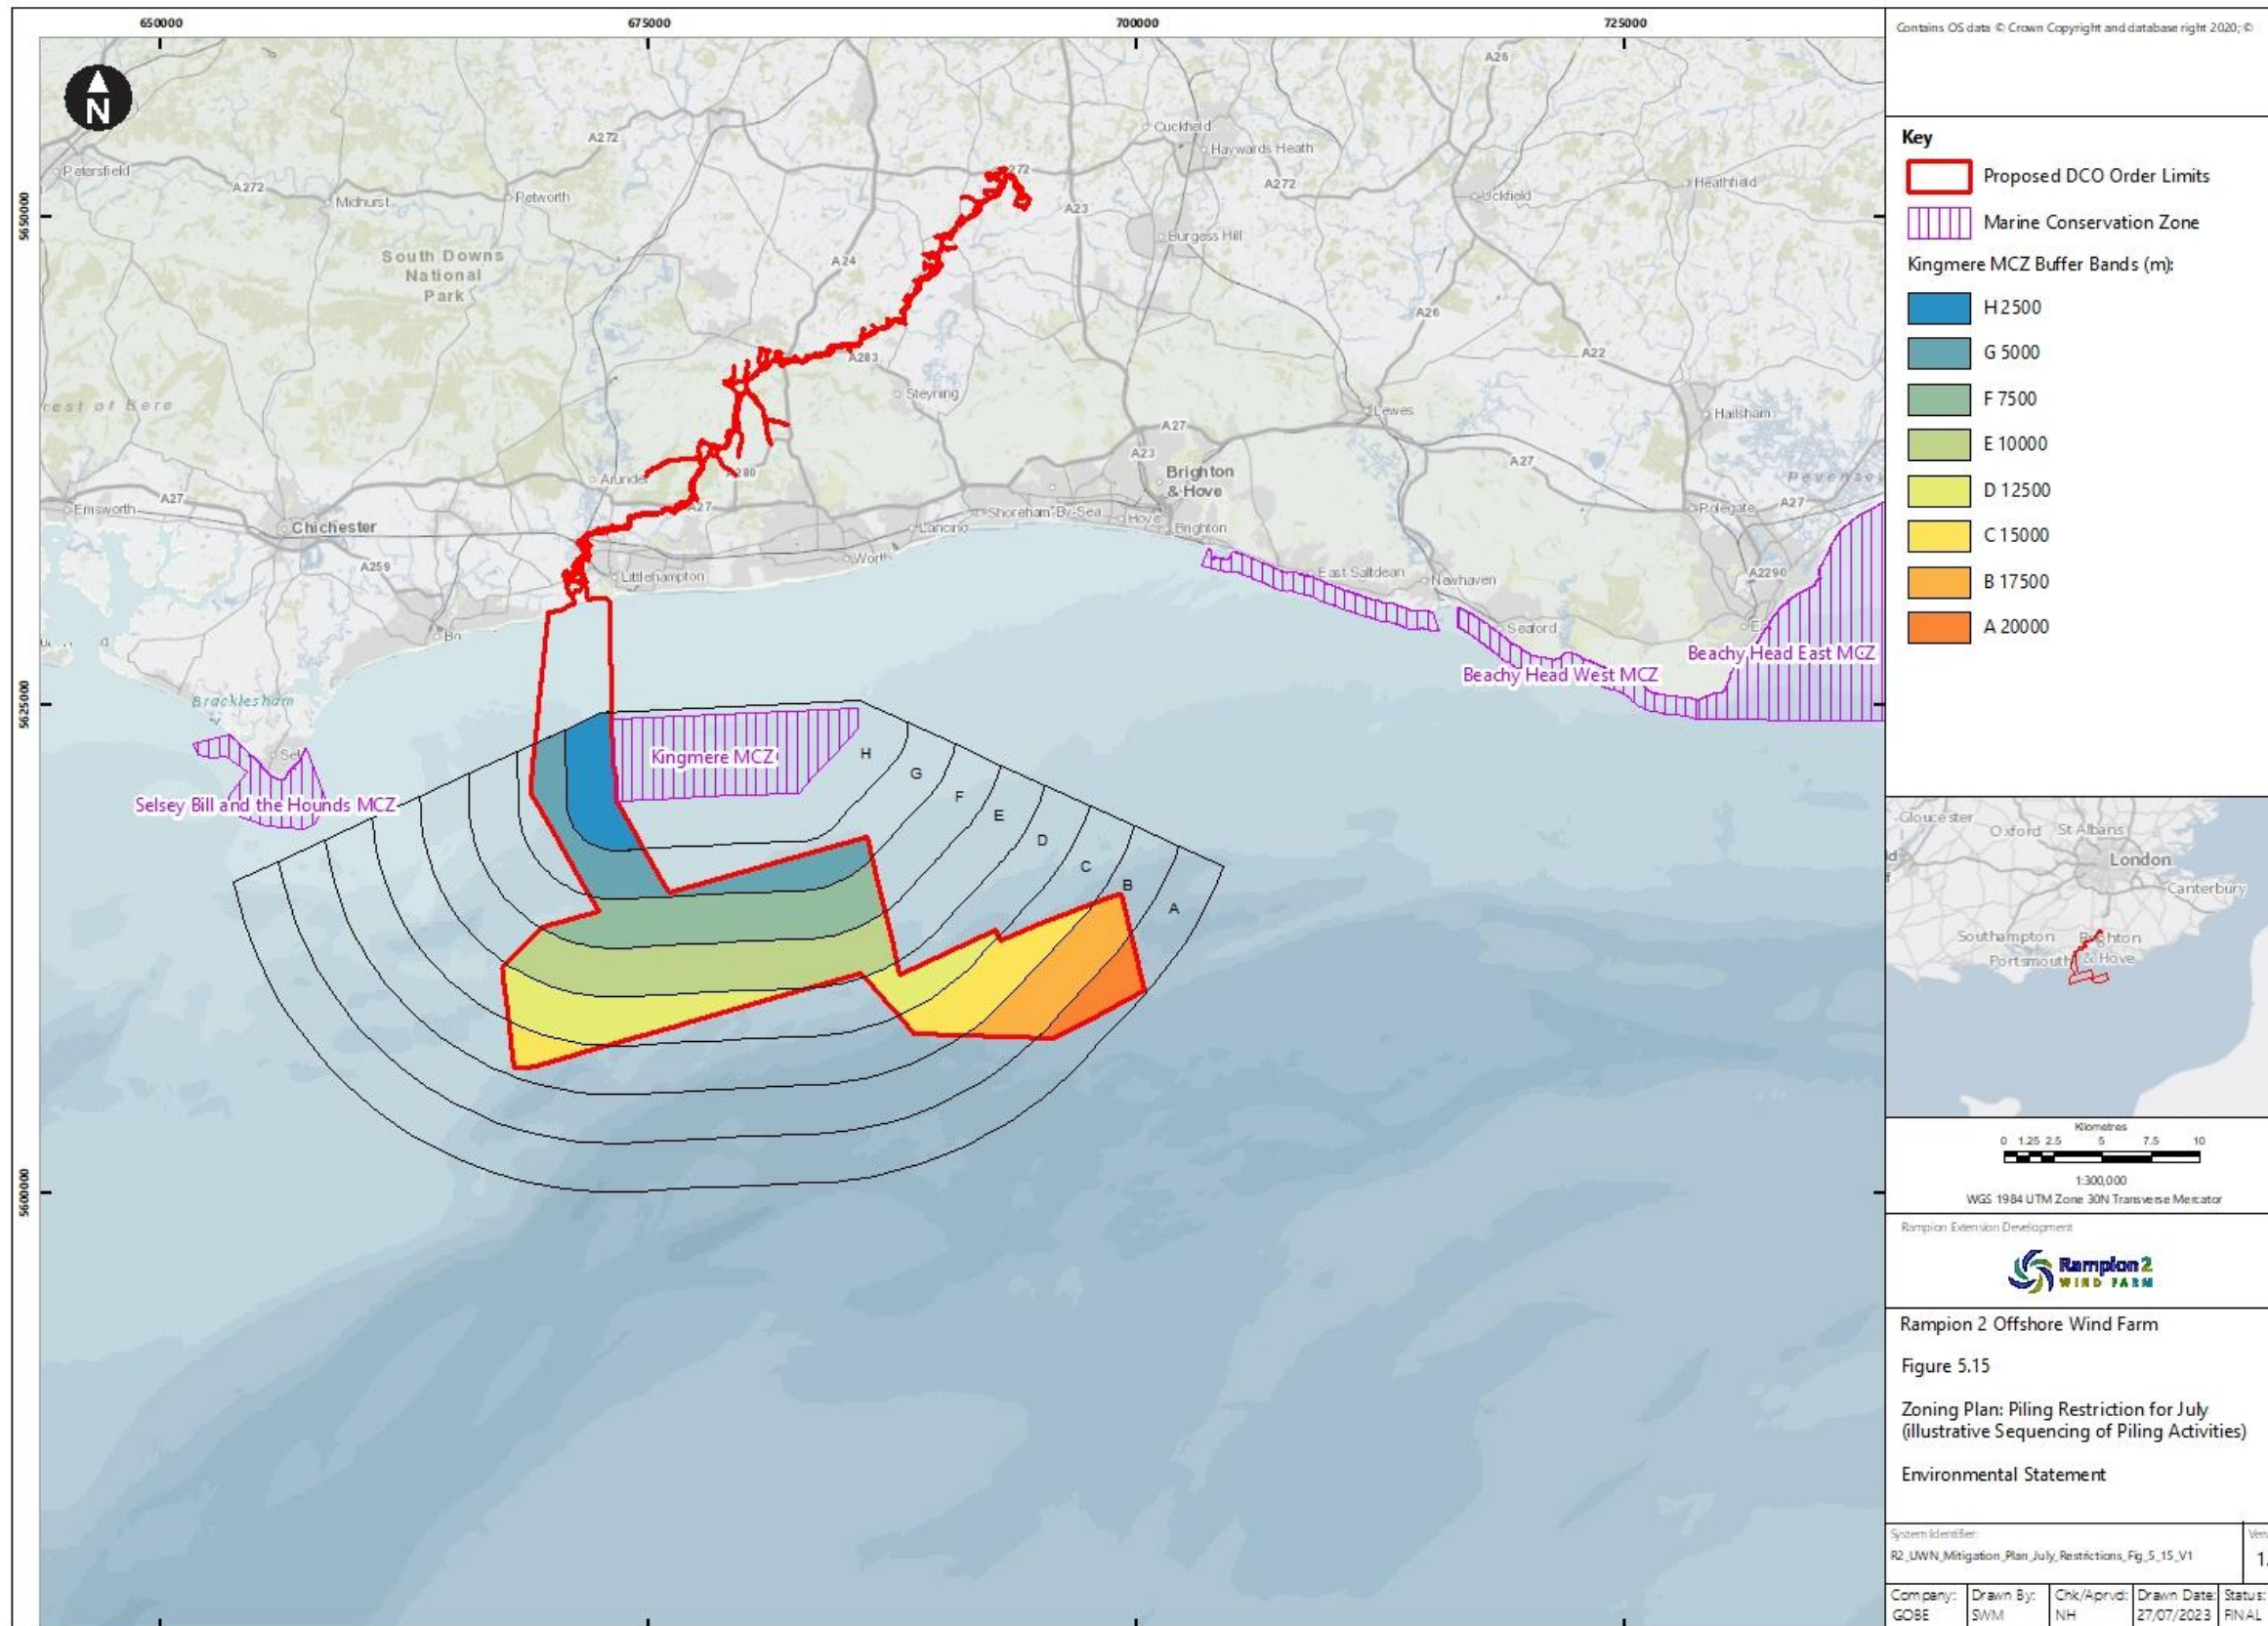 650000
675000
700000
725000
5650000
5625000
5600000
N
A272
A272
A272
272
A272
A26
A26
A23
A24
A283
A22
A27
A23
A27
A27
A27
A27
A280
A259
A2290
Petersfield
Midhurst
Petworth
Cuckfield
Haywards Heath
Uckfield
Heathfield
Burgess Hill
South Downs
National
Park
Steyning
Lewes
Hailsham
Brighton
& Hove
Emsworth
Chichester
Shoreham-By-Sea
Hove
Brighton
Lancing
Polegate
Littlehampton
East Saltdean
Newhaven
Seaford
Bracklesham
Beachy Head East MCZ
Beachy Head West MCZ
Kingmere MCZ
Selsey Bill and the Hounds MCZ
H
G
F
E
D
C
B
A
Contains OS data © Crown Copyright and database right 2020; ©
Key
Proposed DCO Order Limits
Marine Conservation Zone
Kingmere MCZ Buffer Bands (m):
H 2500
G 5000
F 7500
E 10000
D 12500
C 15000
B 17500
A 20000
Gloucester
Oxford
St Albans
London
Canterbury
Southampton
Portsmouth
& Hove
Kilometres
0 1.25 2.5 5 7.5 10
1:300,000
WGS 1984 UTM Zone 30N Transverse Mercator
Rampion Extension Development
Rampion 2
WIND FARM
Rampion 2 Offshore Wind Farm
Figure 5.15
Zoning Plan: Piling Restriction for July
(illustrative Sequencing of Piling Activities)
Environmental Statement
System Identifier:
R2_UWN_Mitigation_Plan_July_Restrictions_Fig_5_15_V1
1.
Company: Drawn By: Chk/Aprvd: Drawn Date: Status:
GOBE SWM NH 27/07/2023 FINAL